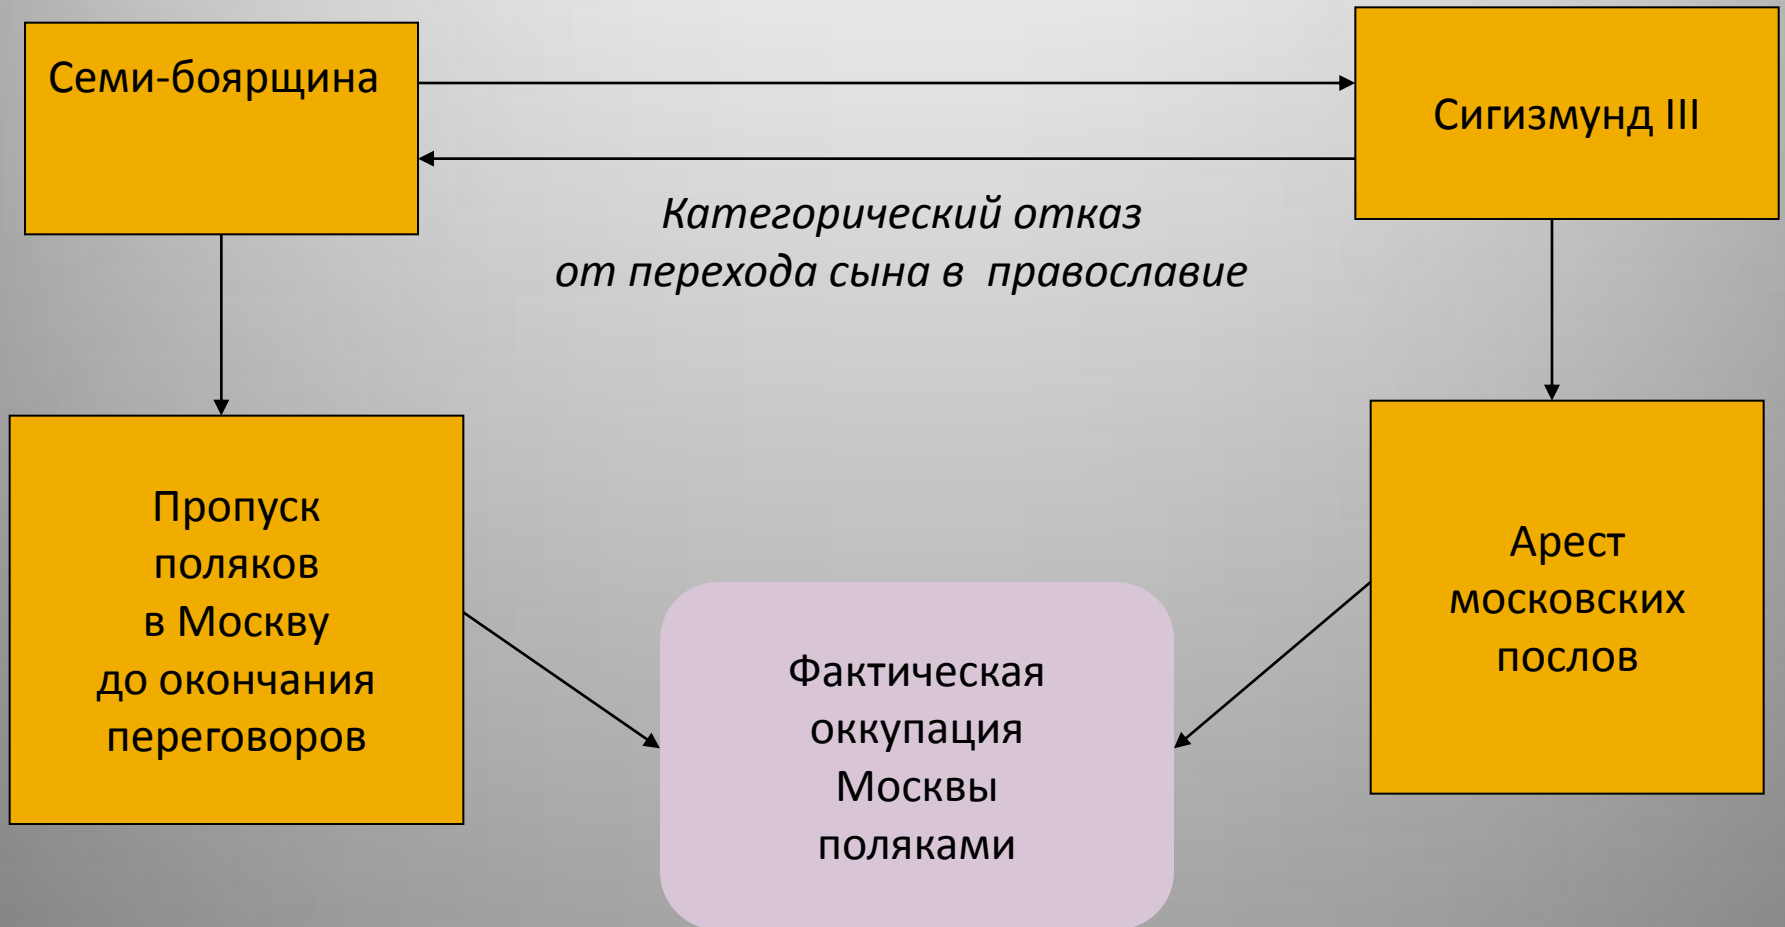 Семи-боярщина
Сигизмунд III
Категорический отказ
от перехода сына в православие
Пропуск
поляков
в Москву
до окончания
переговоров
Фактическая
оккупация
Москвы
поляками
Арест
московских
послов